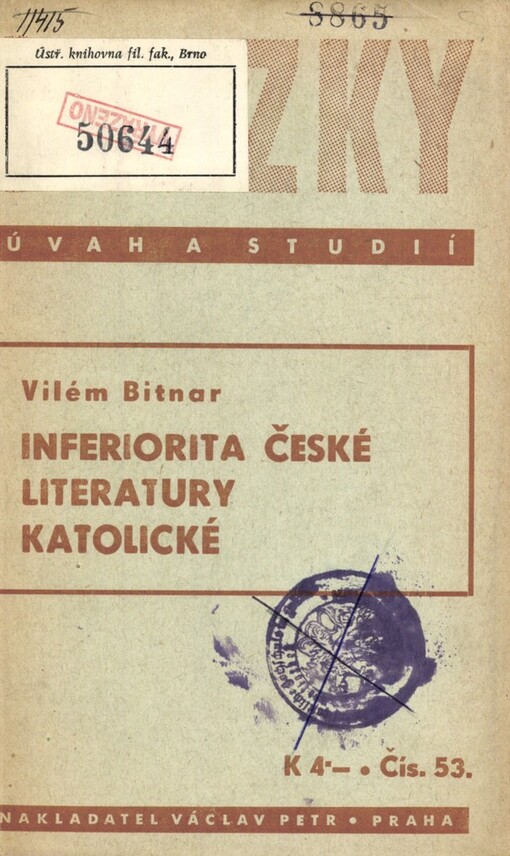 11415
8865
Ústř. knihovna fil. fak., Brno
VYŘAZENO
50644
ZKY
ÚVAH A STUDIÍ
Vilém Bitnar
INFERIORITA ČESKÉ
LITERATURY
KATOLICKÉ
K 4·— • Čís. 53.
NAKLADATEL VÁCLAV PETR • PRAHA